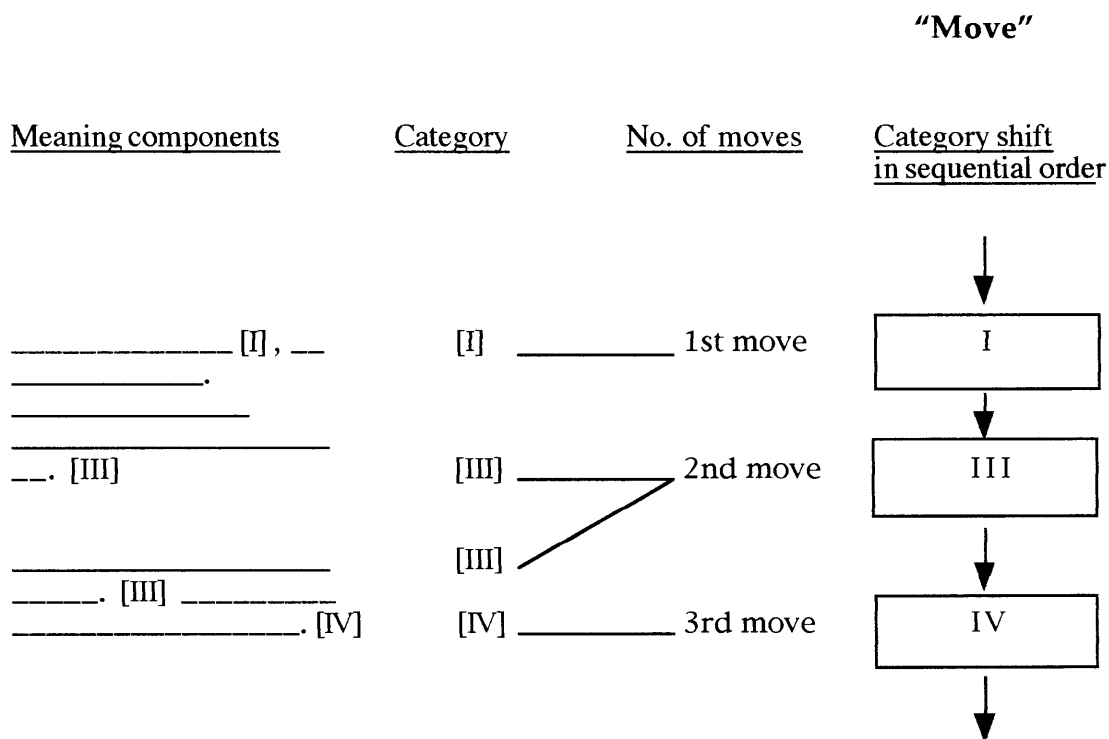 “Move”
Meaning components Category No. of moves Category shift
in sequential order
[I] , [I] 1st move I
.
. [III] [III] 2nd move III
[III]
. [III]
. [IV] [IV] 3rd move IV